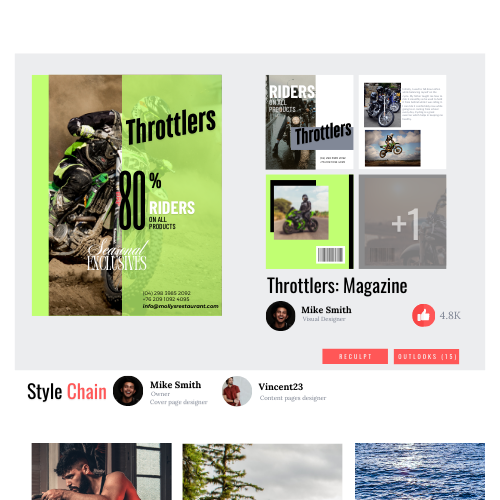 Throttlers
80
%
RIDERS
ON ALL
PRODUCTS
Seasonal
EXCLUSIVES
(04) 298 3985 2092
+76 209 1092 4095
info@mollysrestaurant.com
RIDERS
ON ALL
PRODUCTS
Throttlers
+1
Throttlers: Magazine
Mike Smith
Visual Designer
4.8K
RECULPT
OUTLOOKS (15)
Style Chain
Mike Smith
Owner
Cover page designer
Vincent23
Content pages designer